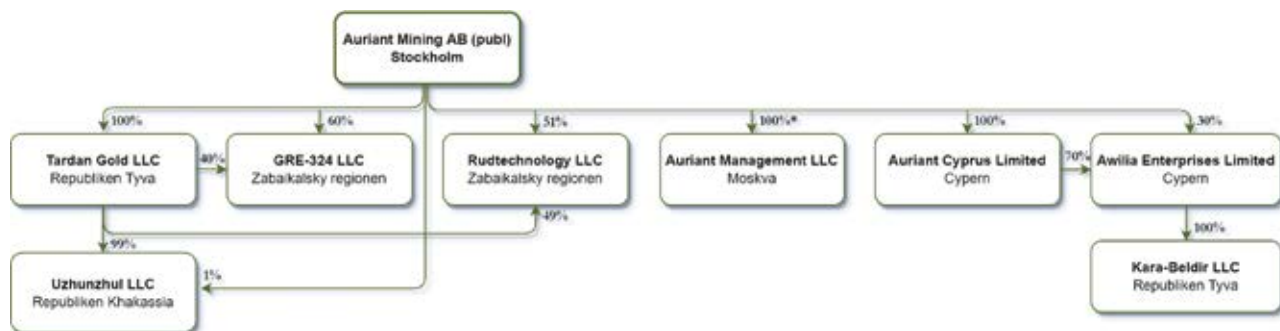 Auriant Mining AB (publ)
Stockholm
100%
60%
51%
100%*
100%
30%
Tardan Gold LLC
Republiken Tyva
40%
GRE-324 LLC
Zabaikalsky regionen
Rudtechnology LLC
Zabaikalsky regionen
Auriant Management LLC
Moskva
Auriant Cyprus Limited
Cypern
70%
Awilia Enterprises Limited
Cypern
49%
99%
100%
Uzhunzhul LLC
Republiken Khakassia
1%
Kara-Beldir LLC
Republiken Tyva